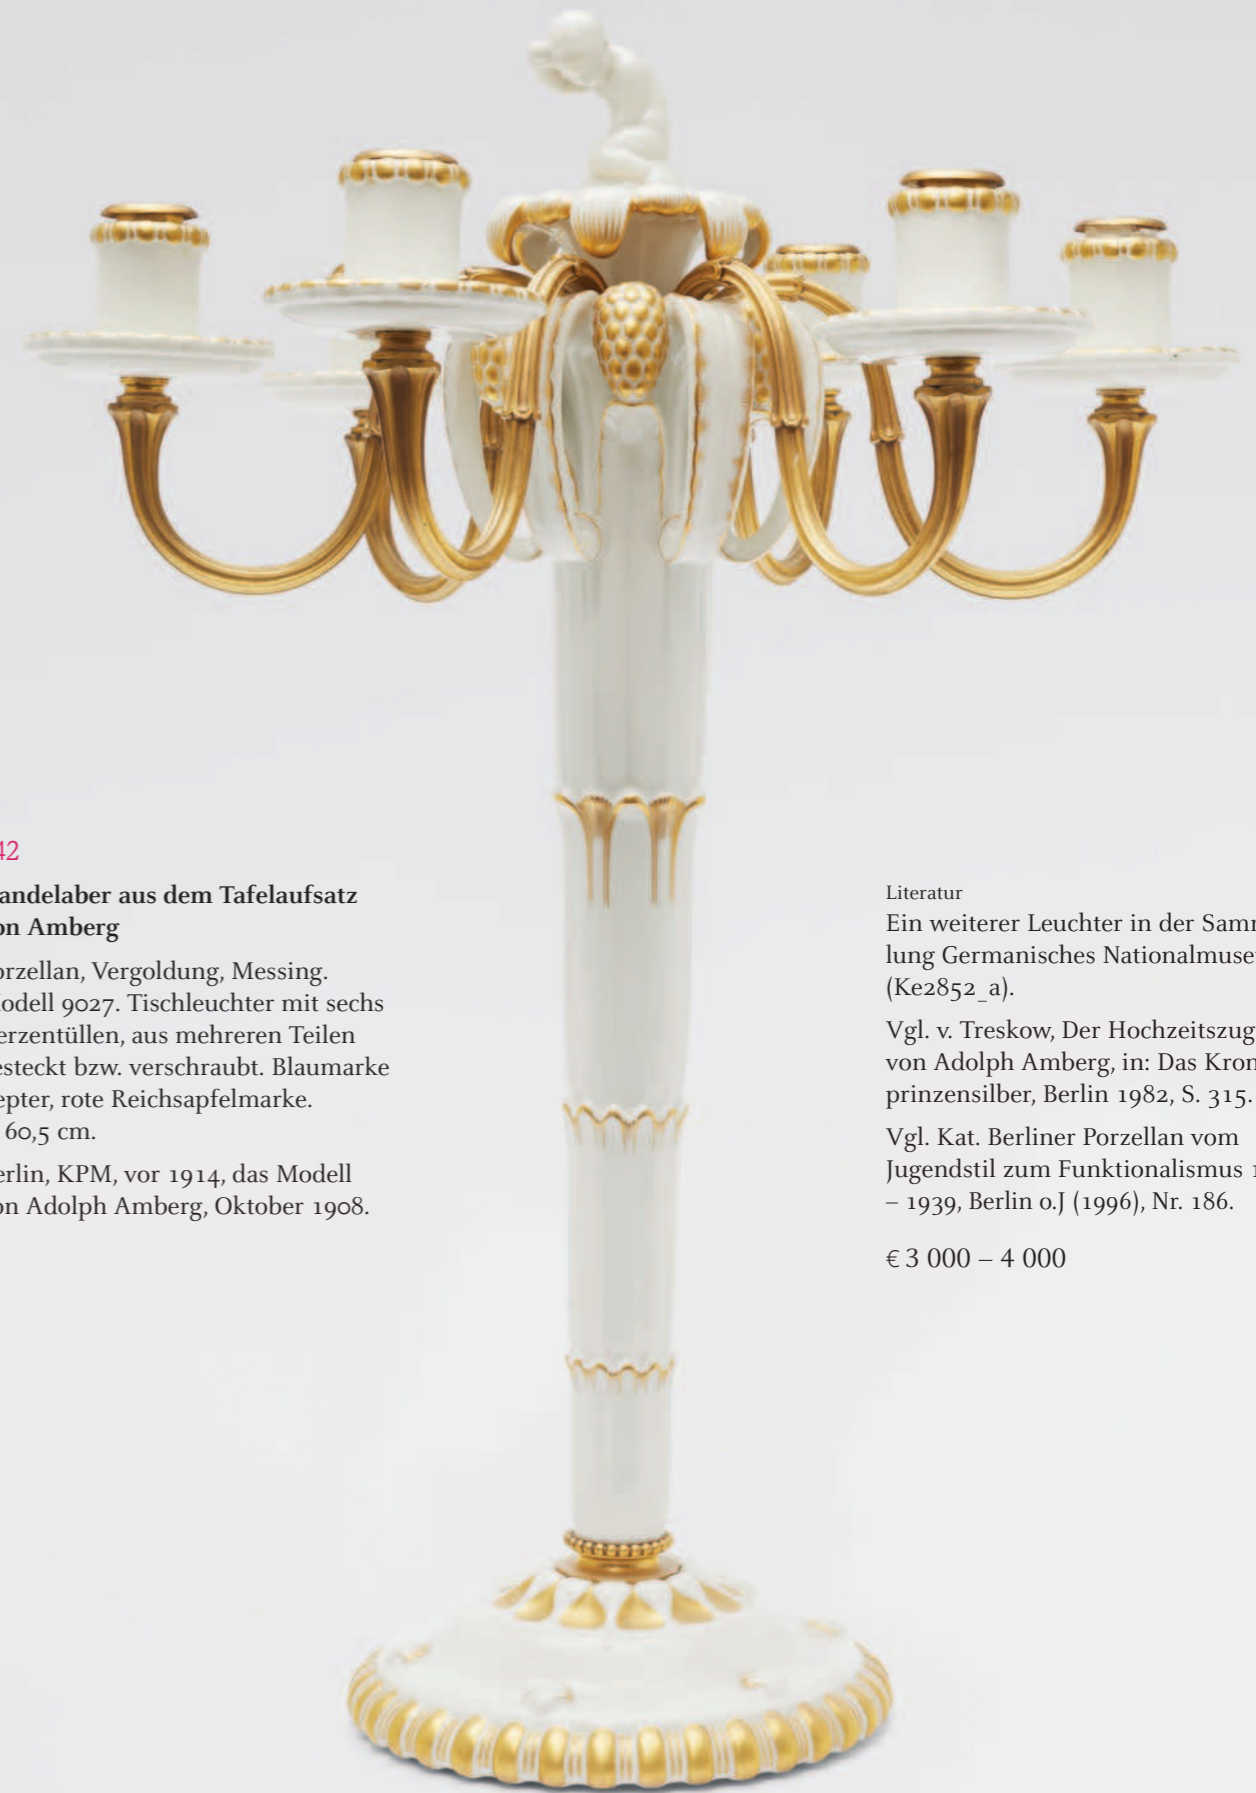 42
andelaber aus dem Tafelaufsatz
on Amberg
orzellan, Vergoldung, Messing.
odell 9027. Tischleuchter mit sechs
erzentüllen, aus mehreren Teilen
esteckt bzw. verschraubt. Blaumarke
epter, rote Reichsapfelmarke.
60,5 cm.
erlin, KPM, vor 1914, das Modell
on Adolph Amberg, Oktober 1908.
Literatur
Ein weiterer Leuchter in der Samm
lung Germanisches Nationalmuseu
(Ke2852_a).
Vgl. v. Treskow, Der Hochzeitszug
von Adolph Amberg, in: Das Kron
prinzensilber, Berlin 1982, S. 315.
Vgl. Kat. Berliner Porzellan vom
Jugendstil zum Funktionalismus 1
– 1939, Berlin o.J (1996), Nr. 186.
€ 3 000 – 4 000